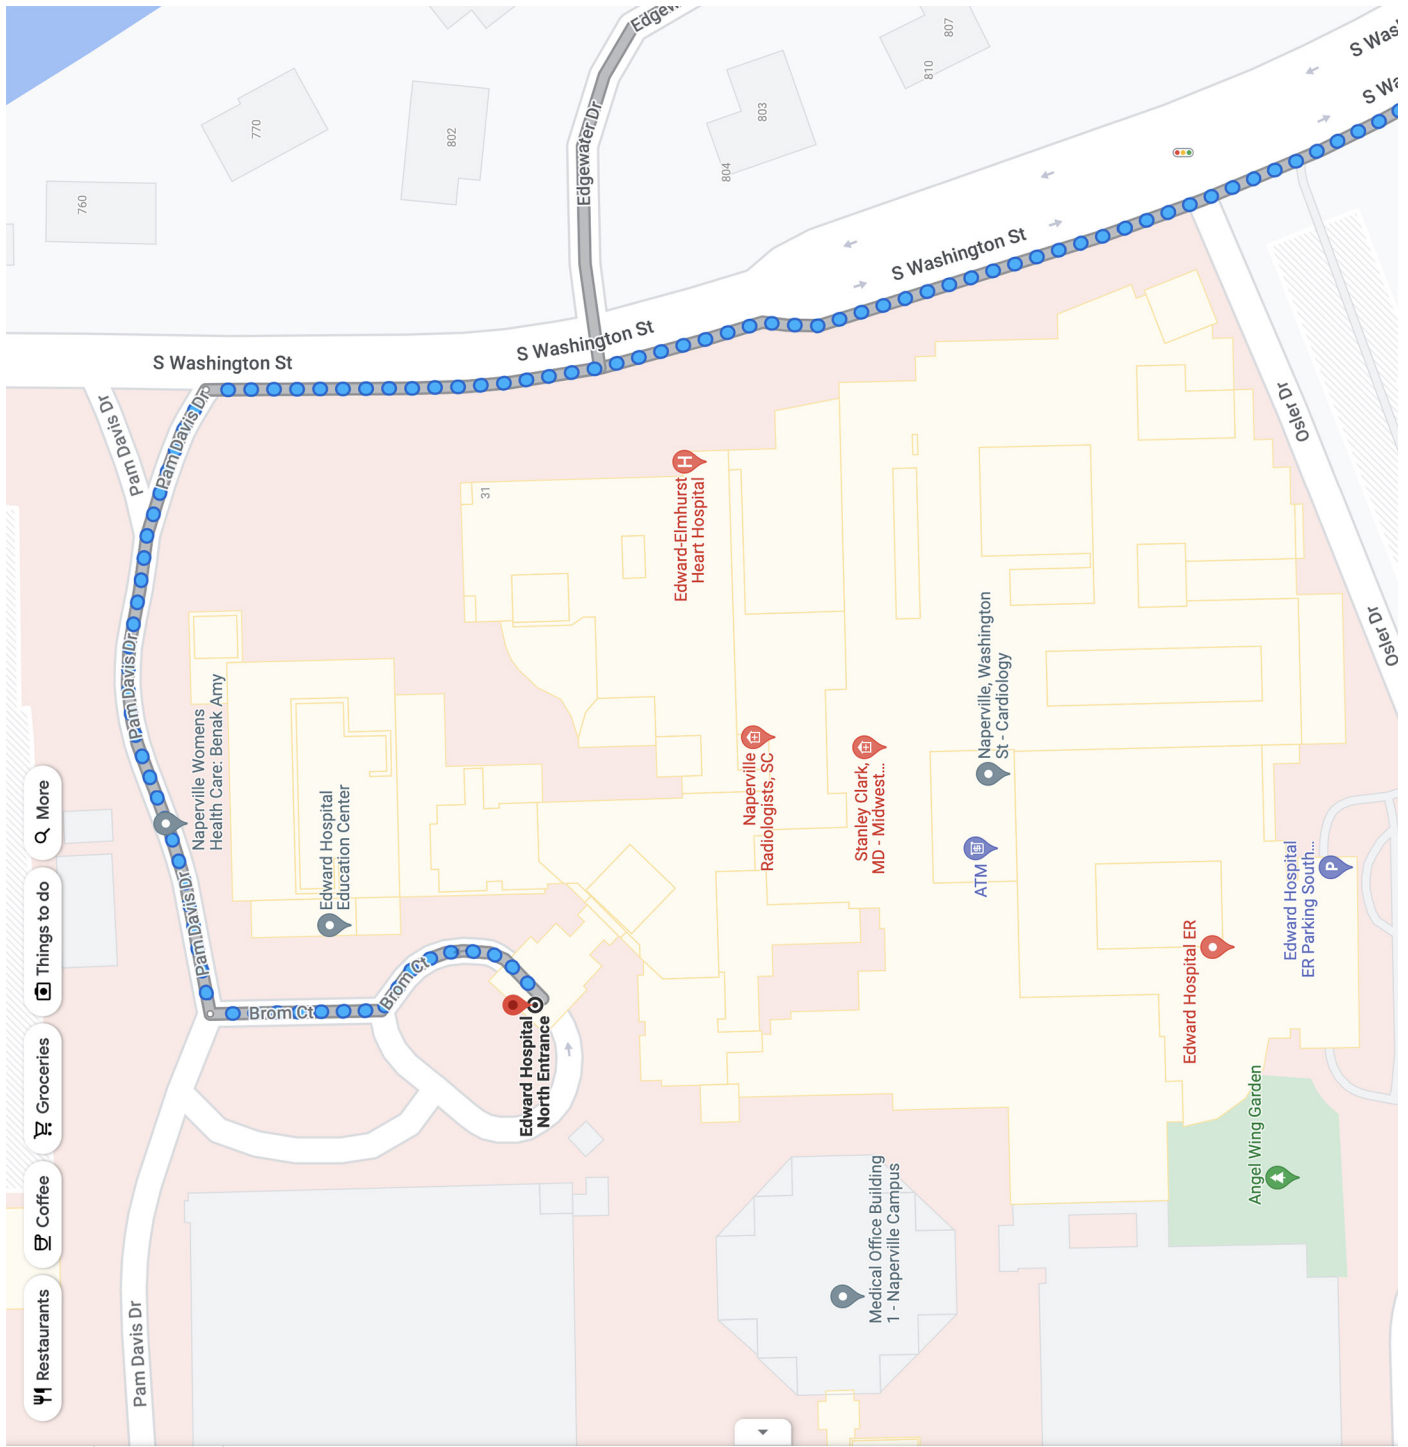 Restaurants
Coffee
Groceries
Things to do
More
Edgew
S Was
S Wa
807
810
803
804
770
802
760
Edgewater Dr
S Washington St
S Washington St
S Washington St
Pam Davis Dr
Pam Davis Dr
Pam Davis Dr
Pam Davis Dr
Pam Davis Dr
Brom Ct
Brom Ct
Osler Dr
Osler Dr
31
H
Edward-Elmhurst
Heart Hospital
Naperville Womens
Health Care: Benak Amy
Edward Hospital
Education Center
Naperville
Radiologists, SC
Stanley Clark,
MD - Midwest...
Naperville, Washington
St - Cardiology
ATM
Edward Hospital
ER Parking South...
P
Edward Hospital ER
Edward Hospital
North Entrance
Angel Wing Garden
Medical Office Building
1 - Naperville Campus